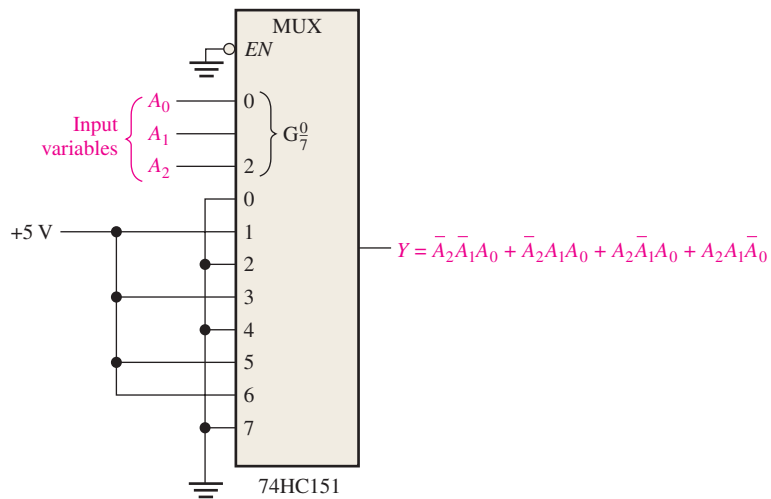 MUX
EN
A₀
0
Input variables
A₁
G 0/7
A₂
2
0
+5 V
1
2
Y = A̅₂A̅₁A₀ + A̅₂A₁A₀ + A₂A̅₁A₀ + A₂A₁A̅₀
3
4
5
6
7
74HC151